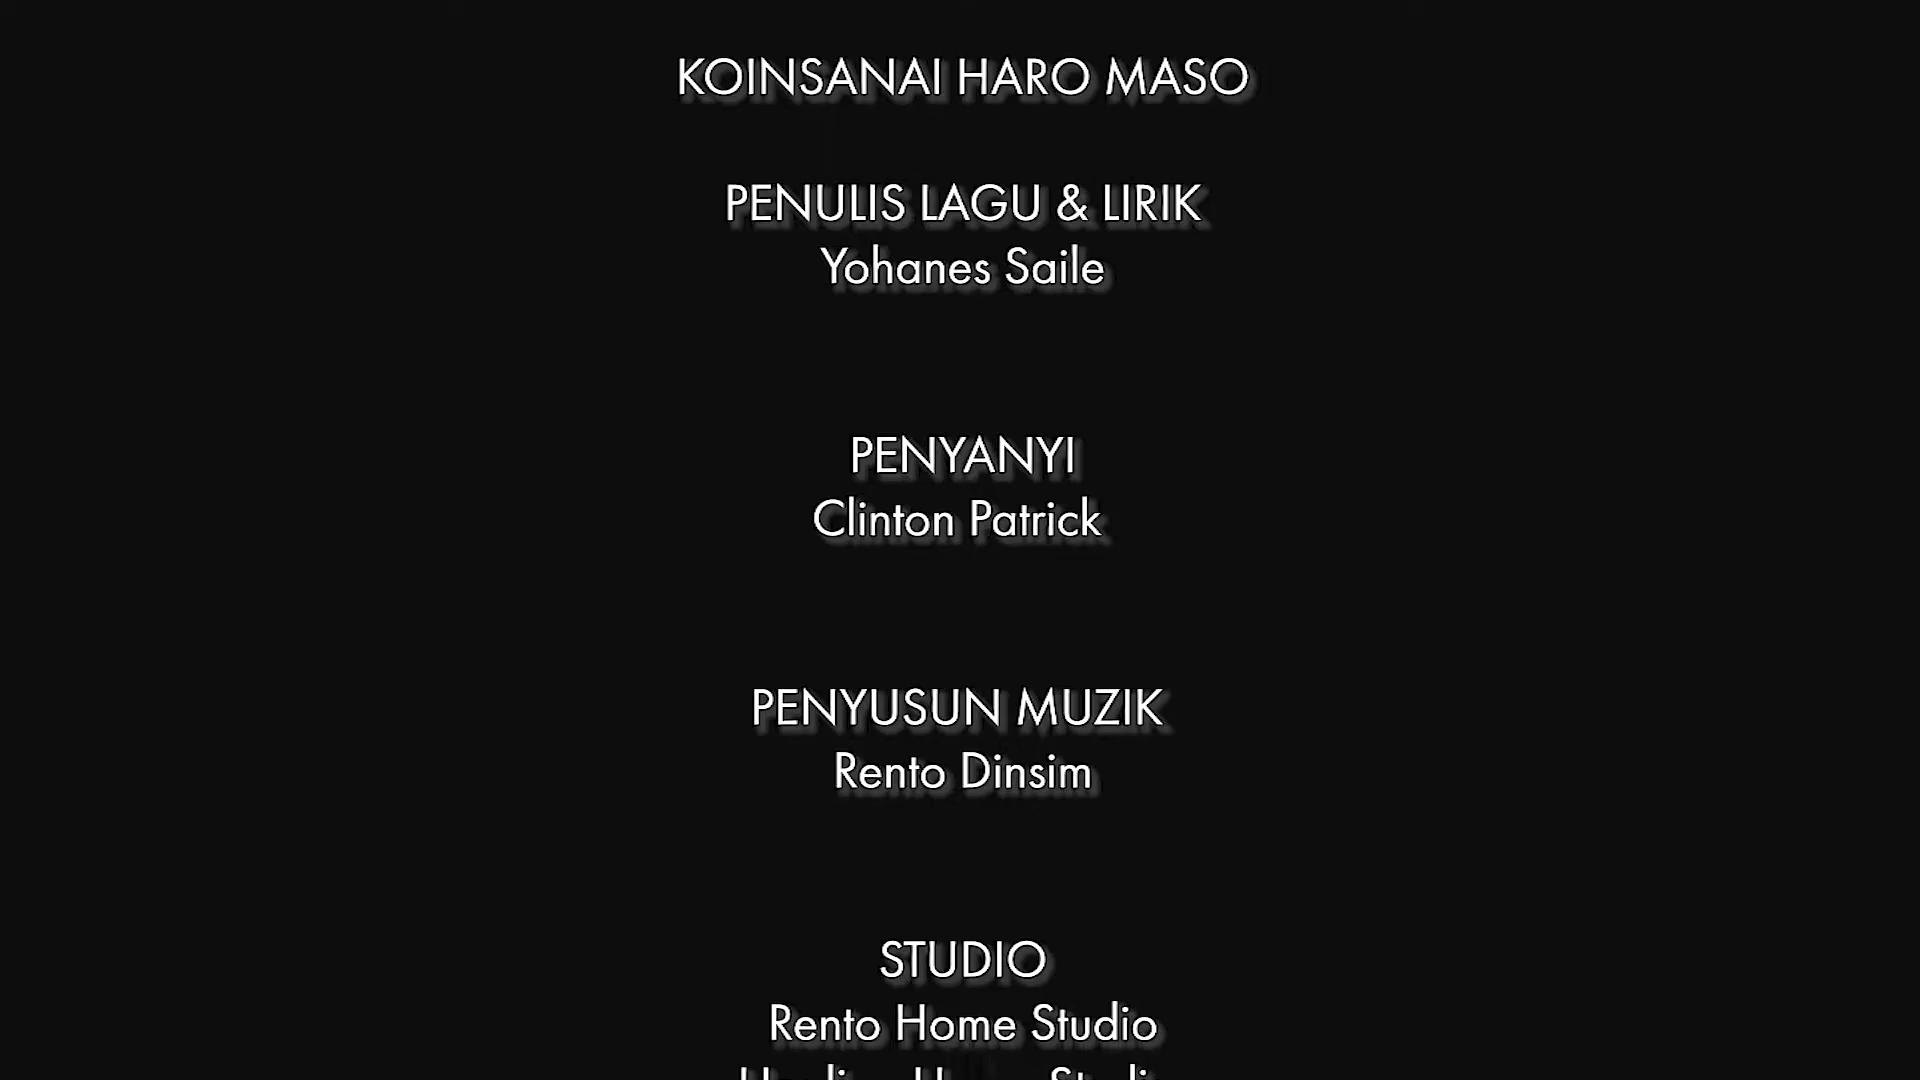 KOINSANAI HARO MASO
PENULIS LAGU & LIRIK
Yohanes Saile
PENYANYI
Clinton Patrick
PENYUSUN MUZIK
Rento Dinsim
STUDIO
Rento Home Studio